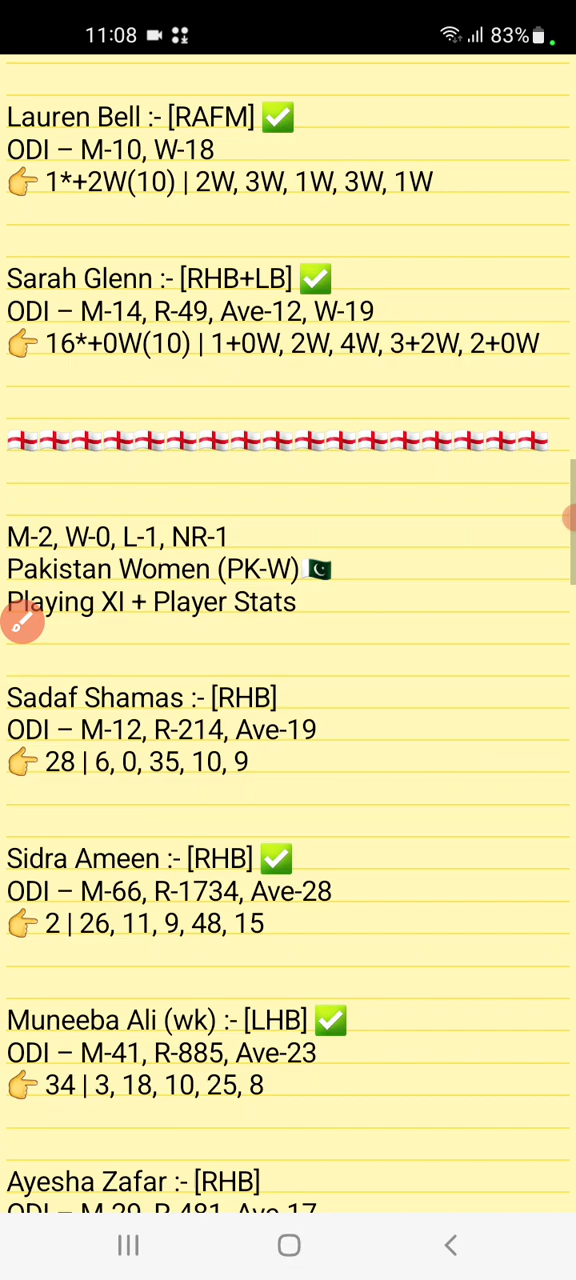 11:08 83%
Lauren Bell :- [RAFM] ✅
ODI – M-10, W-18
👉 1*+2W(10) | 2W, 3W, 1W, 3W, 1W
Sarah Glenn :- [RHB+LB] ✅
ODI – M-14, R-49, Ave-12, W-19
👉 16*+0W(10) | 1+0W, 2W, 4W, 3+2W, 2+0W
🏴󠁧󠁢󠁥󠁮󠁧󠁿🏴󠁧󠁢󠁥󠁮󠁧󠁿🏴󠁧󠁢󠁥󠁮󠁧󠁿🏴󠁧󠁢󠁥󠁮󠁧󠁿🏴󠁧󠁢󠁥󠁮󠁧󠁿🏴󠁧󠁢󠁥󠁮󠁧󠁿🏴󠁧󠁢󠁥󠁮󠁧󠁿🏴󠁧󠁢󠁥󠁮󠁧󠁿🏴󠁧󠁢󠁥󠁮󠁧󠁿🏴󠁧󠁢󠁥󠁮󠁧󠁿🏴󠁧󠁢󠁥󠁮󠁧󠁿🏴󠁧󠁢󠁥󠁮󠁧󠁿🏴󠁧󠁢󠁥󠁮󠁧󠁿🏴󠁧󠁢󠁥󠁮󠁧󠁿🏴󠁧󠁢󠁥󠁮󠁧󠁿🏴󠁧󠁢󠁥󠁮󠁧󠁿🏴󠁧󠁢󠁥󠁮󠁧󠁿
M-2, W-0, L-1, NR-1
Pakistan Women (PK-W)🇵🇰
Playing XI + Player Stats
Sadaf Shamas :- [RHB]
ODI – M-12, R-214, Ave-19
👉 28 | 6, 0, 35, 10, 9
Sidra Ameen :- [RHB] ✅
ODI – M-66, R-1734, Ave-28
👉 2 | 26, 11, 9, 48, 15
Muneeba Ali (wk) :- [LHB] ✅
ODI – M-41, R-885, Ave-23
👉 34 | 3, 18, 10, 25, 8
Ayesha Zafar :- [RHB]
ODI – M-29, R-481, Ave-17